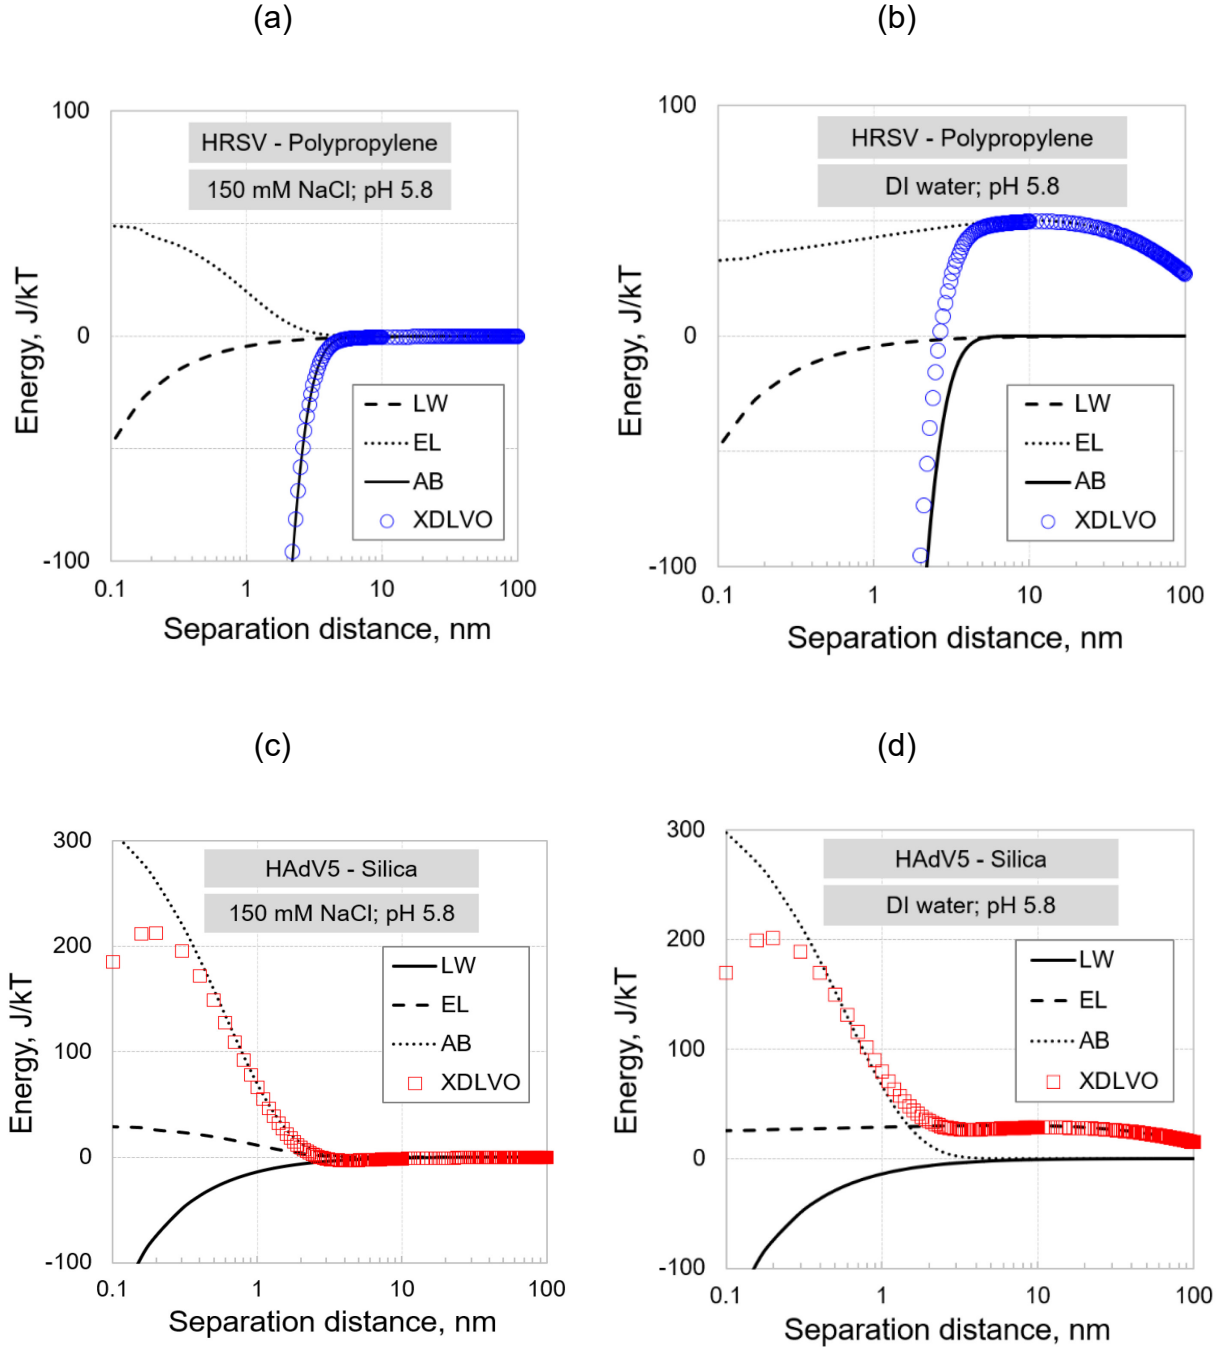 (a)
100
HRSV - Polypropylene
150 mM NaCl; pH 5.8
50
0
-100
Energy, J/kT
LW
EL
AB
XDLVO
0.1
1
10
100
Separation distance, nm
(b)
100
HRSV - Polypropylene
DI water; pH 5.8
50
0
-100
Energy, J/kT
LW
EL
AB
XDLVO
0.1
1
10
100
Separation distance, nm
(c)
300
200
100
0
-100
HAdV5 - Silica
150 mM NaCl; pH 5.8
Energy, J/kT
LW
EL
AB
XDLVO
0.1
1
10
100
Separation distance, nm
(d)
300
200
100
0
-100
HAdV5 - Silica
DI water; pH 5.8
Energy, J/kT
LW
EL
AB
XDLVO
0.1
1
10
100
Separation distance, nm